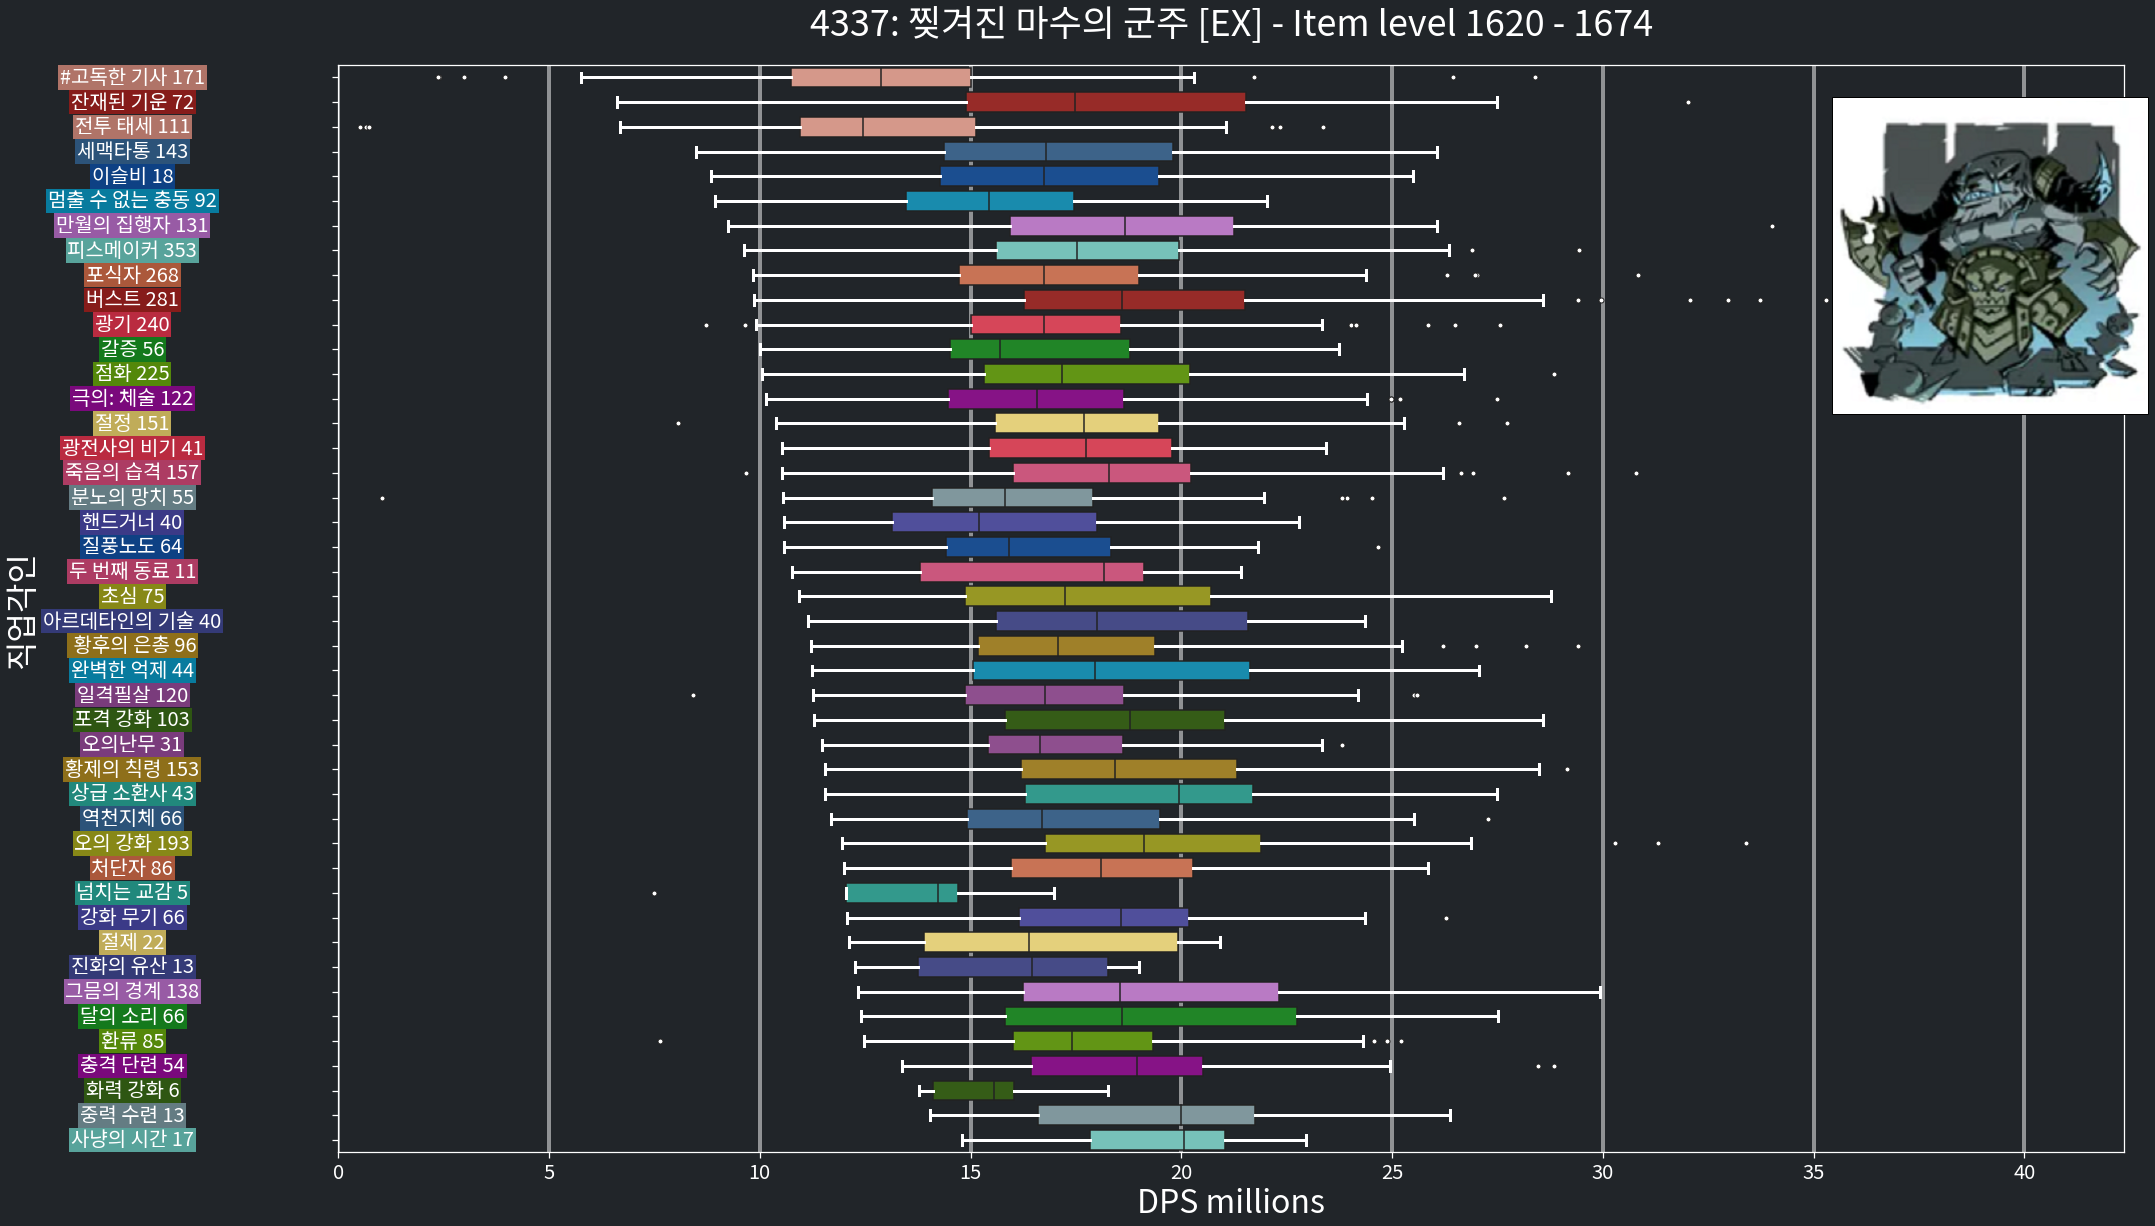 4337: 찢겨진 마수의 군주 [EX] - Item level 1620 - 1674
#고독한 기사 171
잔재된 기운 72
전투 태세 111
세맥타통 143
이슬비 18
멈출 수 없는 충동 92
만월의 집행자 131
피스메이커 353
포식자 268
버스트 281
광기 240
갈증 56
점화 225
극의: 체술 122
절정 151
광전사의 비기 41
죽음의 습격 157
분노의 망치 55
핸드거너 40
질풍노도 64
두 번째 동료 11
초심 75
아르데타인의 기술 40
황후의 은총 96
완벽한 억제 44
일격필살 120
포격 강화 103
오의난무 31
황제의 칙령 153
상급 소환사 43
역천지체 66
오의 강화 193
처단자 86
넘치는 교감 5
강화 무기 66
절제 22
진화의 유산 13
그믐의 경계 138
달의 소리 66
환류 85
충격 단련 54
화력 강화 6
중력 수련 13
사냥의 시간 17
직업각인
0 5 10 15 20 25 30 35 40
DPS millions